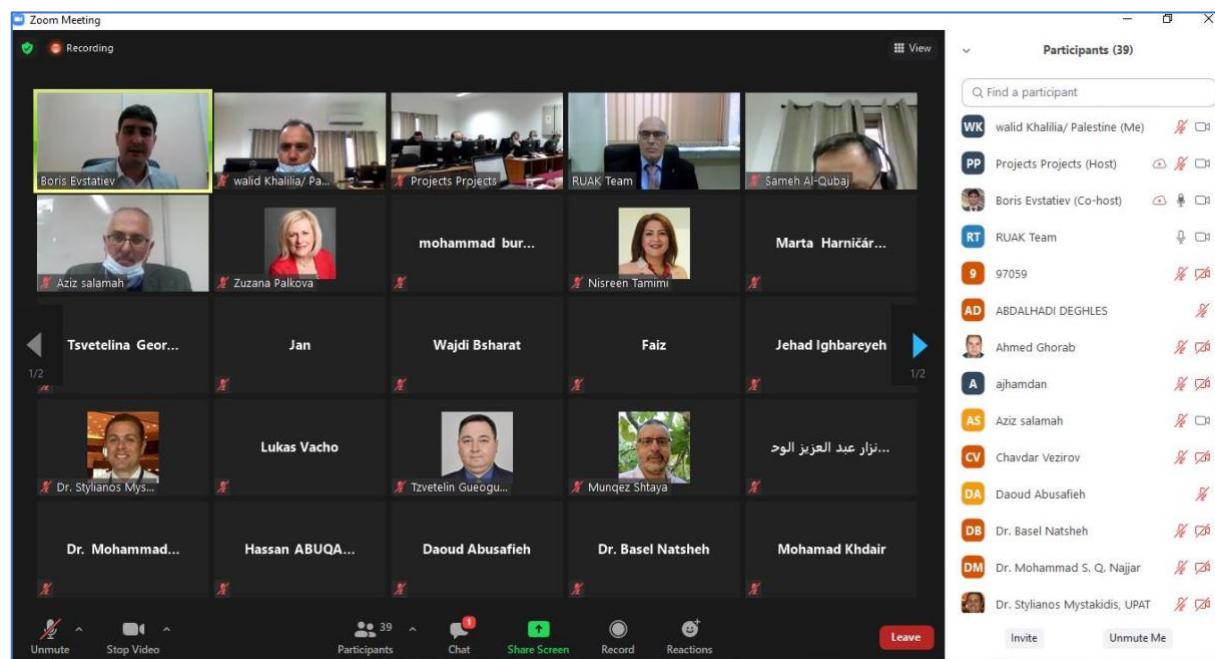 Zoom Meeting
Recording
View
Boris Evstatiev
walid Khalilia/ Pa...
Projects Projects
RUAK Team
Sameh Al-Qubaj
Aziz salamah
Zuzana Palkova
mohammad bur...
Nisreen Tamimi
Marta Harničár...
1/2
Tsvetelina Geor...
Jan
Wajdi Bsharat
Faiz
Jehad Ighbareyeh
1/2
Dr. Stylianos Mys...
Lukas Vacho
Tzvetelin Gueogu...
Munqez Shtaya
نزار عبد العزيز الوح...
Dr. Mohammad...
Hassan ABUQA...
Daoud Abusafieh
Dr. Basel Natsheh
Mohamad Khdair
Unmute
Stop Video
39
Participants
1
Chat
Share Screen
Record
Reactions
Leave
Participants (39)
Find a participant
WK walid Khalilia/ Palestine (Me)
PP Projects Projects (Host)
Boris Evstatiev (Co-host)
RT RUAK Team
9 97059
AD ABDALHADI DEGHLES
Ahmed Ghorab
A ajhamdan
AS Aziz salamah
CV Chavdar Vezirov
DA Daoud Abusafieh
DB Dr. Basel Natsheh
DM Dr. Mohammad S. Q. Najjar
Dr. Stylianos Mystakidis, UPAT
Invite
Unmute Me